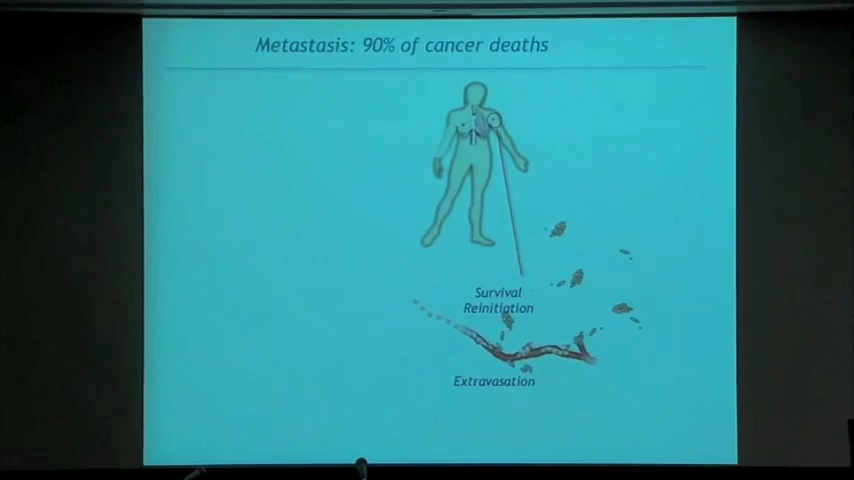 Metastasis: 90% of cancer deaths
Survival
Reinitiation
Extravasation